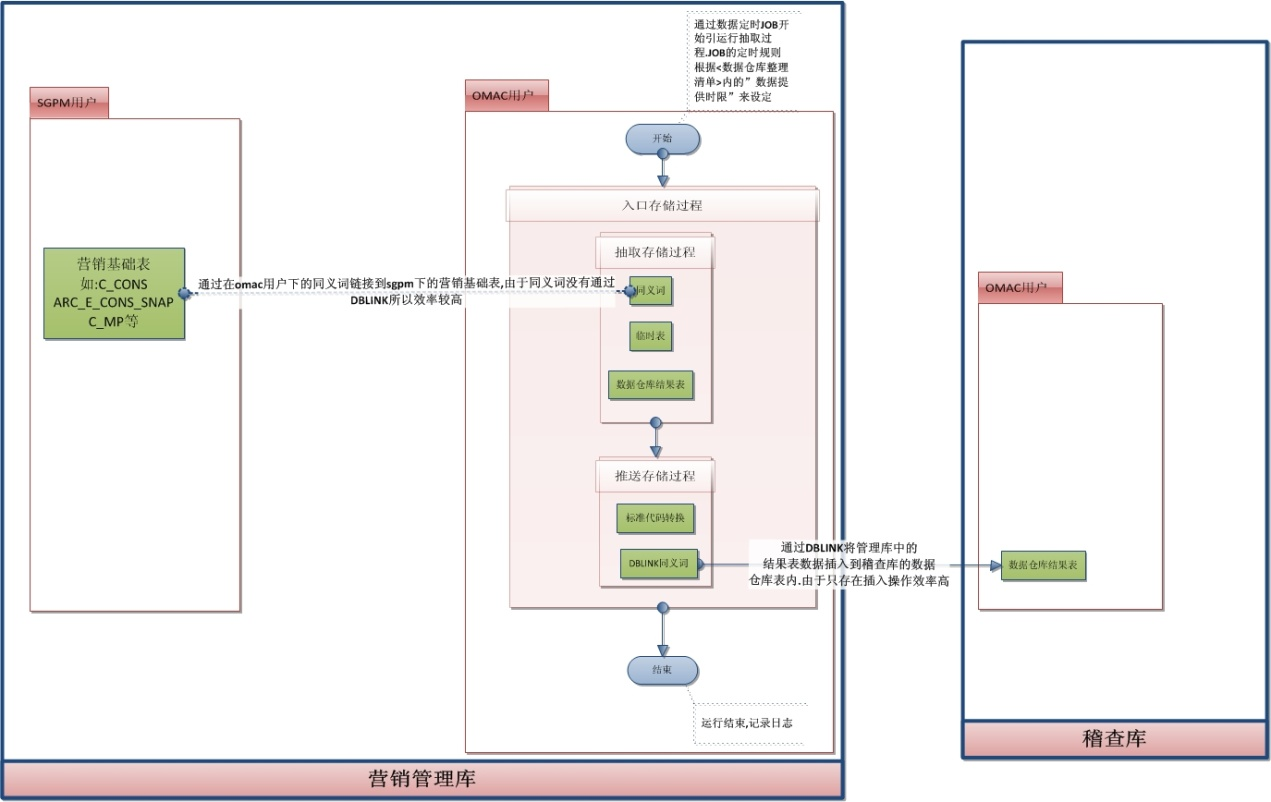 通过数据定时JOB开
始引运行抽取过
程.JOB的定时规则
根据<数据仓库整理
清单>内的”数据提
供时限”来设定
SGPM用户
OMAC用户
开始
入口存储过程
抽取存储过程
营销基础表
如:C_CONS
ARC_E_CONS_SNAP
C_MP等
通过在omac用户下的同义词链接到sgpm下的营销基础表,由于同义词没有通过
DBLINK所以效率较高
同义词
临时表
数据仓库结果表
推送存储过程
标准代码转换
DBLINK同义词
通过DBLINK将管理库中的
结果表数据插入到稽查库的数据
仓库表内.由于只存在插入操作效率高
OMAC用户
数据仓库结果表
结束
运行结束,记录日志
营销管理库
稽查库